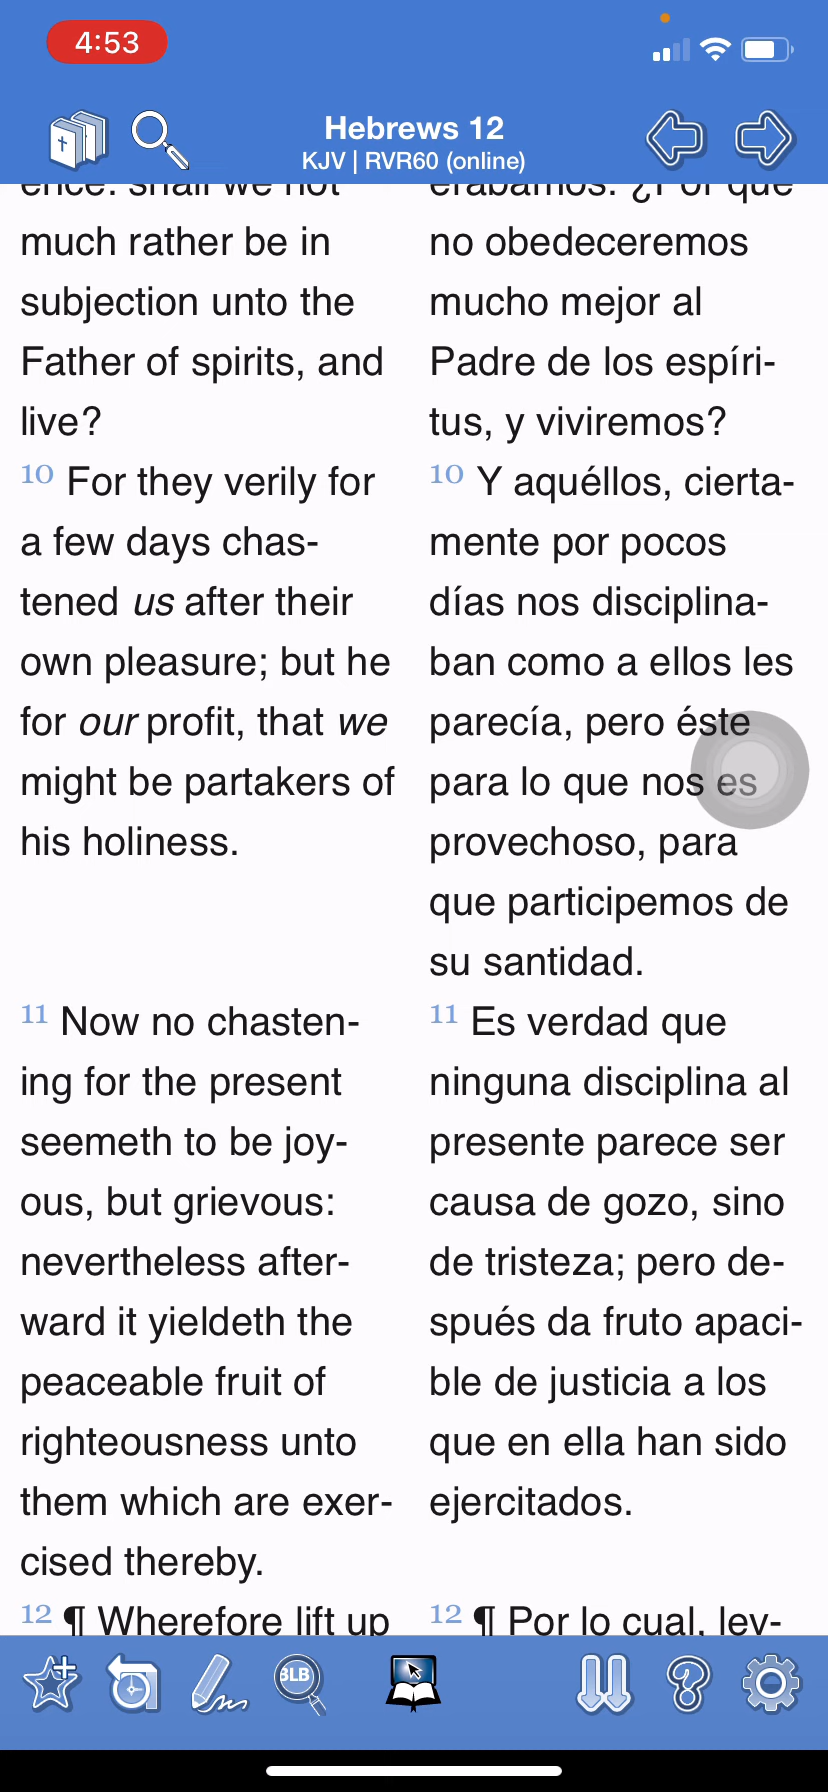 4:53
Hebrews 12
KJV | RVR60 (online)
ence: shall we not
much rather be in
subjection unto the
Father of spirits, and
live?
10 For they verily for
a few days chas-
tened us after their
own pleasure; but he
for our profit, that we
might be partakers of
his holiness.
11 Now no chasten-
ing for the present
seemeth to be joy-
ous, but grievous:
nevertheless after-
ward it yieldeth the
peaceable fruit of
righteousness unto
them which are exer-
cised thereby.
12 ¶ Wherefore lift up
erábamos. ¿Por qué
no obedeceremos
mucho mejor al
Padre de los espíri-
tus, y viviremos?
10 Y aquéllos, cierta-
mente por pocos
días nos disciplina-
ban como a ellos les
parecía, pero éste
para lo que nos es
provechoso, para
que participemos de
su santidad.
11 Es verdad que
ninguna disciplina al
presente parece ser
causa de gozo, sino
de tristeza; pero de-
spués da fruto apaci-
ble de justicia a los
que en ella han sido
ejercitados.
12 ¶ Por lo cual, lev-
BLB